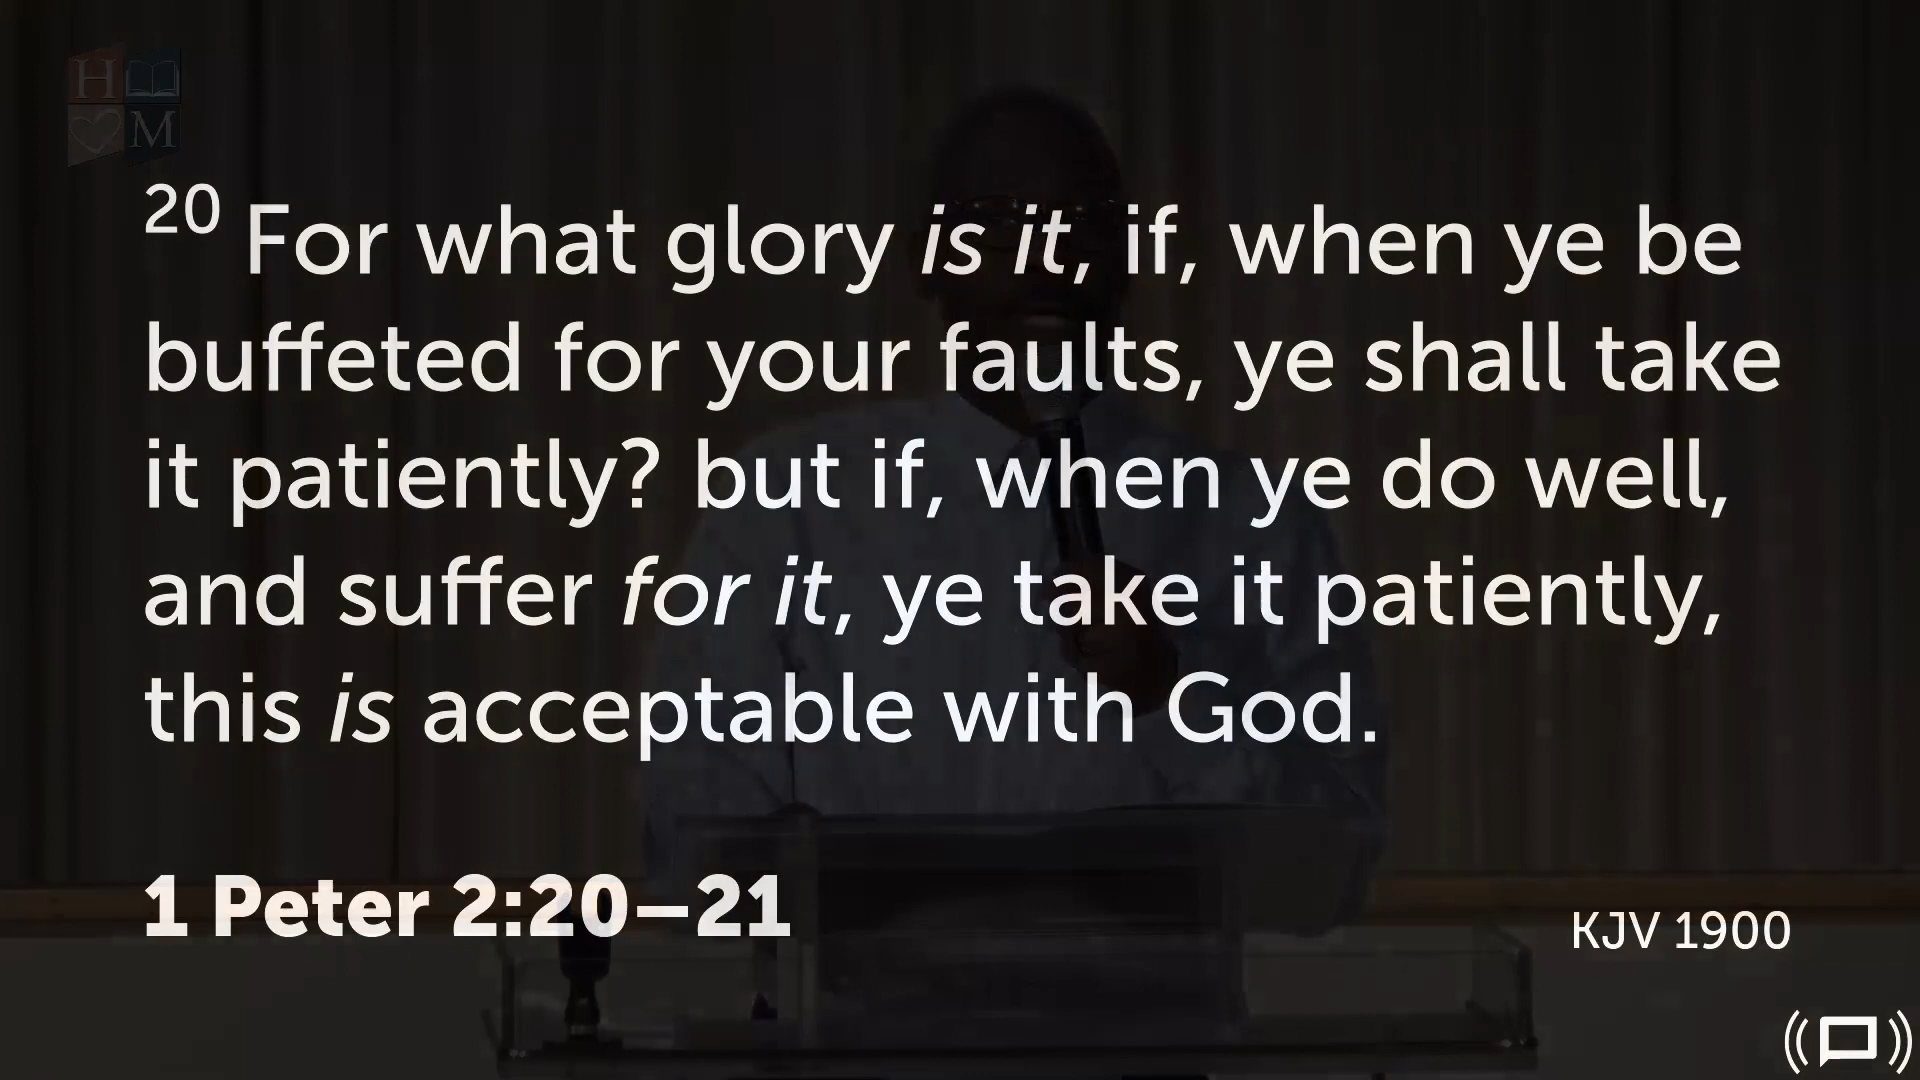 H
M
20 For what glory is it, if, when ye be
buffeted for your faults, ye shall take
it patiently? but if, when ye do well,
and suffer for it, ye take it patiently,
this is acceptable with God.
1 Peter 2:20–21
KJV 1900